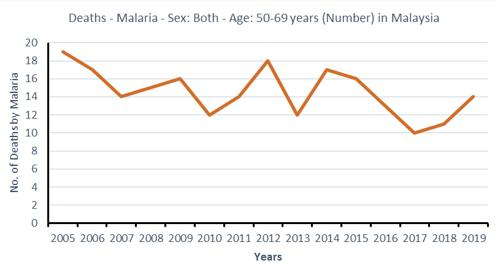 Deaths - Malaria - Sex: Both - Age: 50-69 years (Number) in Malaysia
No. of Deaths by Malaria
20
18
16
14
12
10
8
6
4
2
0
2005 2006 2007 2008 2009 2010 2011 2012 2013 2014 2015 2016 2017 2018 2019
Years